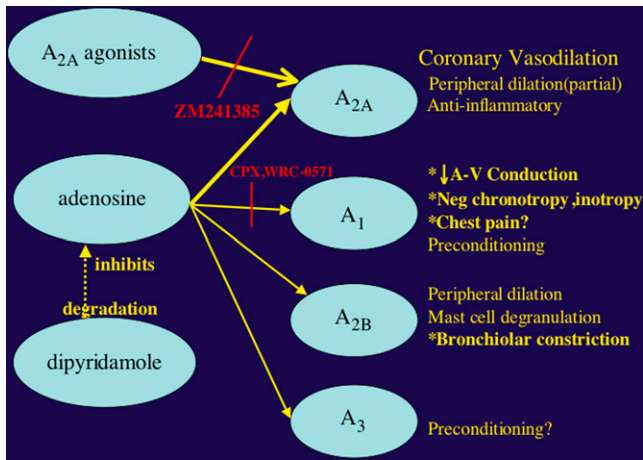 A2A agonists
ZM241385
A2A
Coronary Vasodilation
Peripheral dilation(partial)
Anti-inflammatory
adenosine
CPX,WRC-0571
A1
*↓A-V Conduction
*Neg chronotropy ,inotropy
*Chest pain?
Preconditioning
inhibits
degradation
dipyridamole
A2B
Peripheral dilation
Mast cell degranulation
*Bronchiolar constriction
A3
Preconditioning?